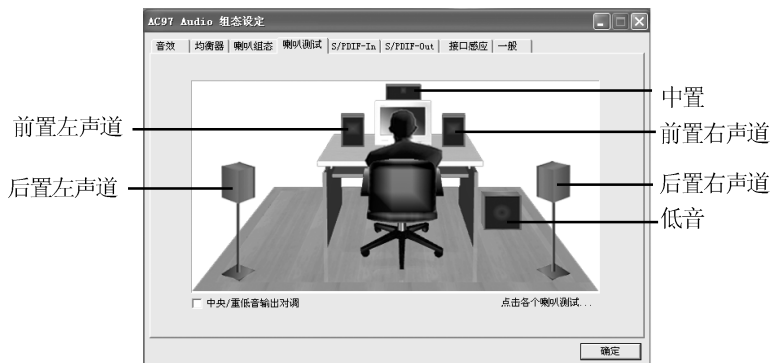 AC97 Audio 组态设定
音效 均衡器 喇叭组态 喇叭测试 S/PDIF-In S/PDIF-Out 接口感应 一般
中置
前置左声道
前置右声道
后置左声道
后置右声道
低音
中央/重低音输出对调
点击各个喇叭测试...
确定